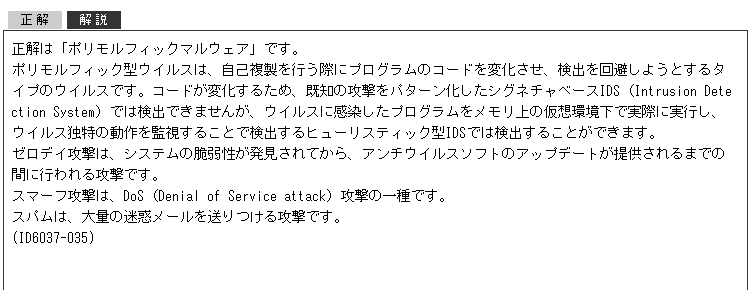 正解 解説
正解は「ポリモルフィックマルウェア」です。
ポリモルフィック型ウイルスは、自己複製を行う際にプログラムのコードを変化させ、検出を回避しようとするタ
イプのウイルスです。コードが変化するため、既知の攻撃をパターン化したシグネチャベースIDS（Intrusion Dete
ction System）では検出できませんが、ウイルスに感染したプログラムをメモリ上の仮想環境下で実際に実行し、
ウイルス独特の動作を監視することで検出するヒューリスティック型IDSでは検出することができます。
ゼロデイ攻撃は、システムの脆弱性が発見されてから、アンチウイルスソフトのアップデートが提供されるまでの
間に行われる攻撃です。
スマーフ攻撃は、DoS（Denial of Service attack）攻撃の一種です。
スパムは、大量の迷惑メールを送りつける攻撃です。
(ID6037-035)